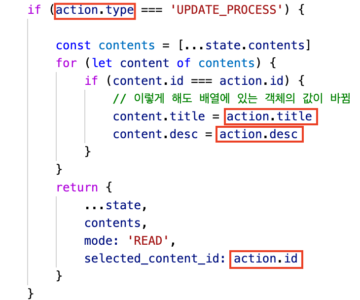 if (action.type === 'UPDATE_PROCESS') {
const contents = [...state.contents]
for (let content of contents) {
if (content.id === action.id) {
// 이렇게 해도 배열에 있는 객체의 값이 바뀜
content.title = action.title
content.desc = action.desc
}
}
return {
...state,
contents,
mode: 'READ',
selected_content_id: action.id
}
}